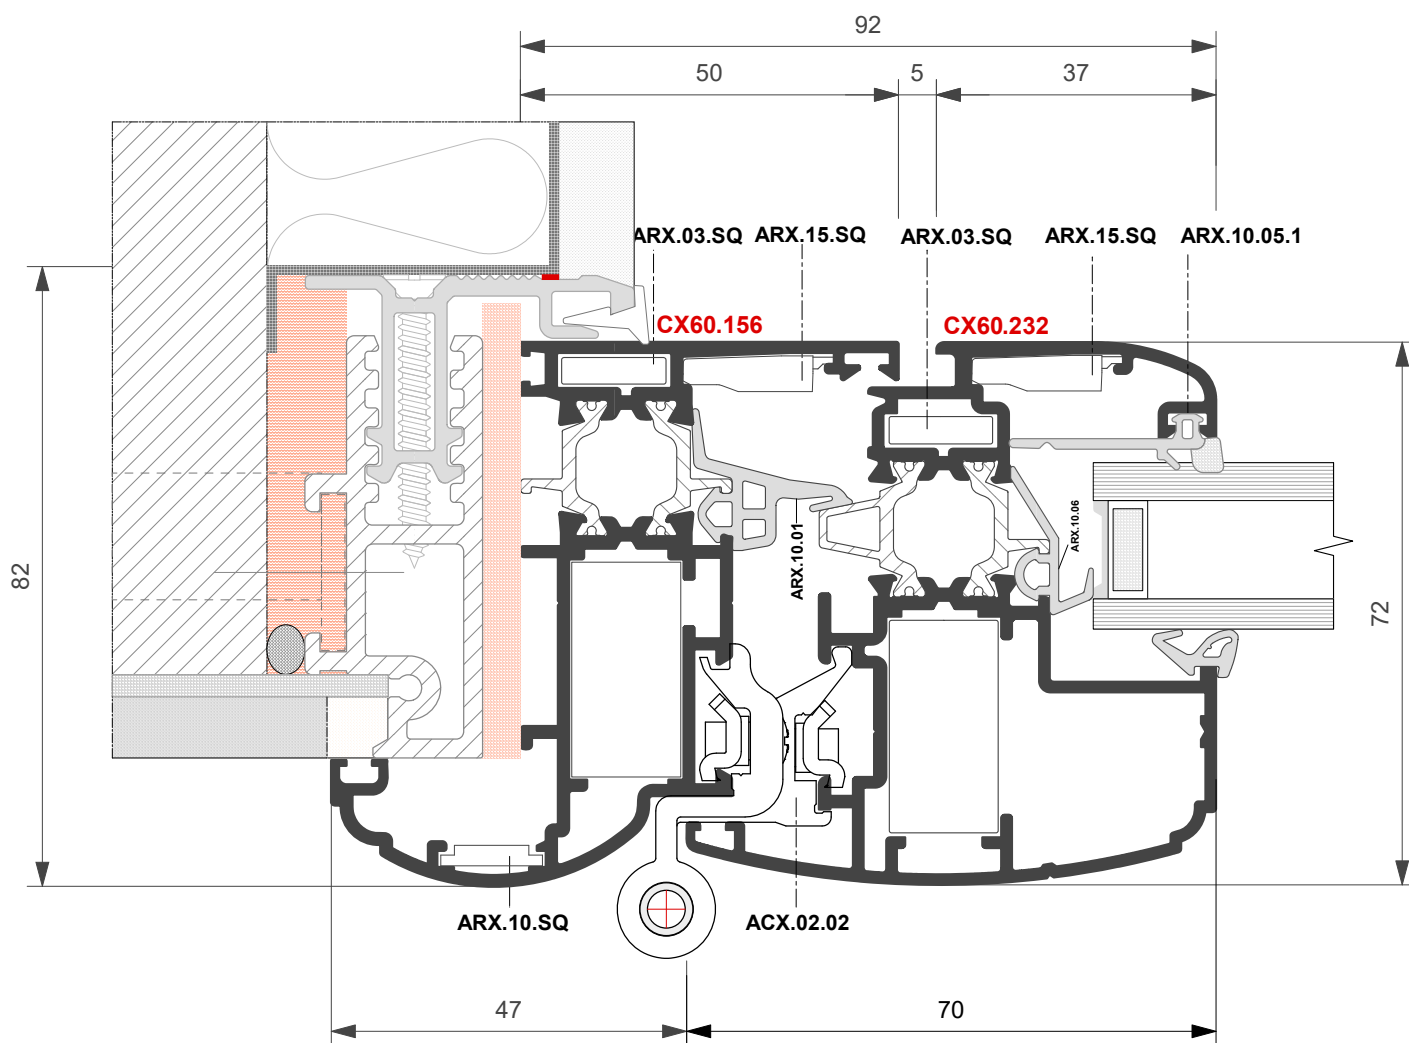 92
50 5 37
ARX.03.SQ ARX.15.SQ ARX.03.SQ ARX.15.SQ ARX.10.05.1
CX60.156 CX60.232
ARX.10.01
ARX.10.06
82
72
ARX.10.SQ ACX.02.02
47 70